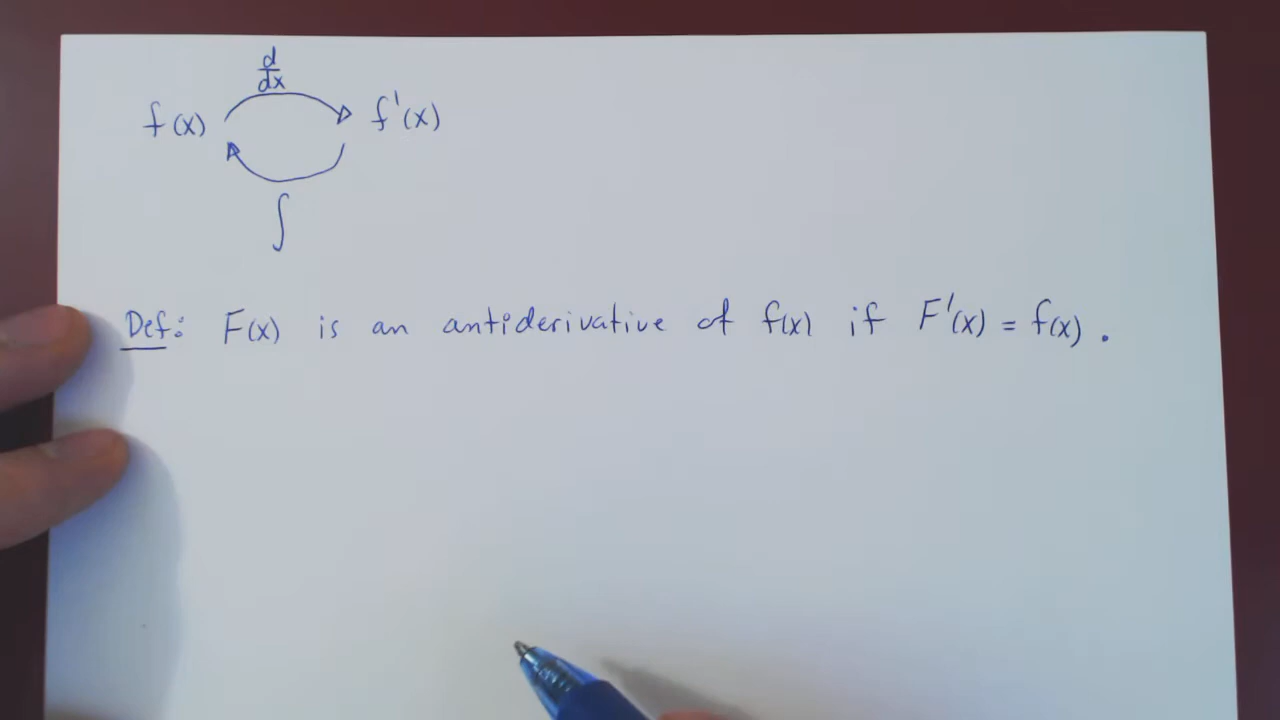 d/dx
f(x) f'(x)
∫
Def: F(x) is an antiderivative of f(x) if F'(x) = f(x).